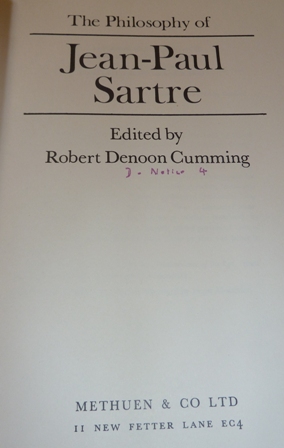 The Philosophy of
Jean-Paul
Sartre
Edited by
Robert Denoon Cumming
METHUEN & CO LTD
11 NEW FETTER LANE EC4